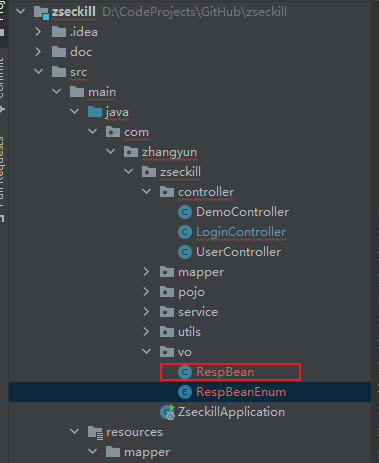 zseckill D:\CodeProjects\GitHub\zseckill
.idea
doc
src
main
java
com
zhangyun
zseckill
controller
DemoController
LoginController
UserController
mapper
pojo
service
utils
vo
RespBean
RespBeanEnum
ZseckillApplication
resources
mapper
Commit
Pull Requests